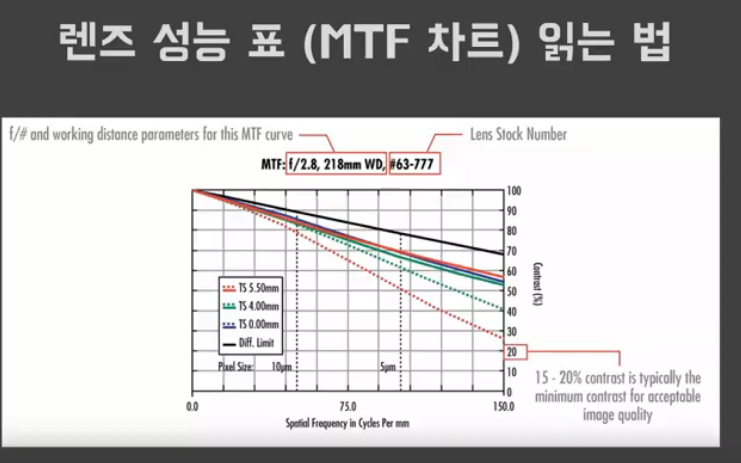 렌즈 성능 표 (MTF 차트) 읽는 법
f/# and working distance parameters for this MTF curve
Lens Stock Number
MTF: f/2.8, 218mm WD, #63-777
100
90
80
70
60
50
40
30
20
10
0
Contrast (%)
TS 5.50mm
TS 4.00mm
TS 0.00mm
Diff. Limit
Pixel Size: 10μm 5μm
0.0 75.0 150.0
Spatial Frequency in Cycles Per mm
15 - 20% contrast is typically the
minimum contrast for acceptable
image quality